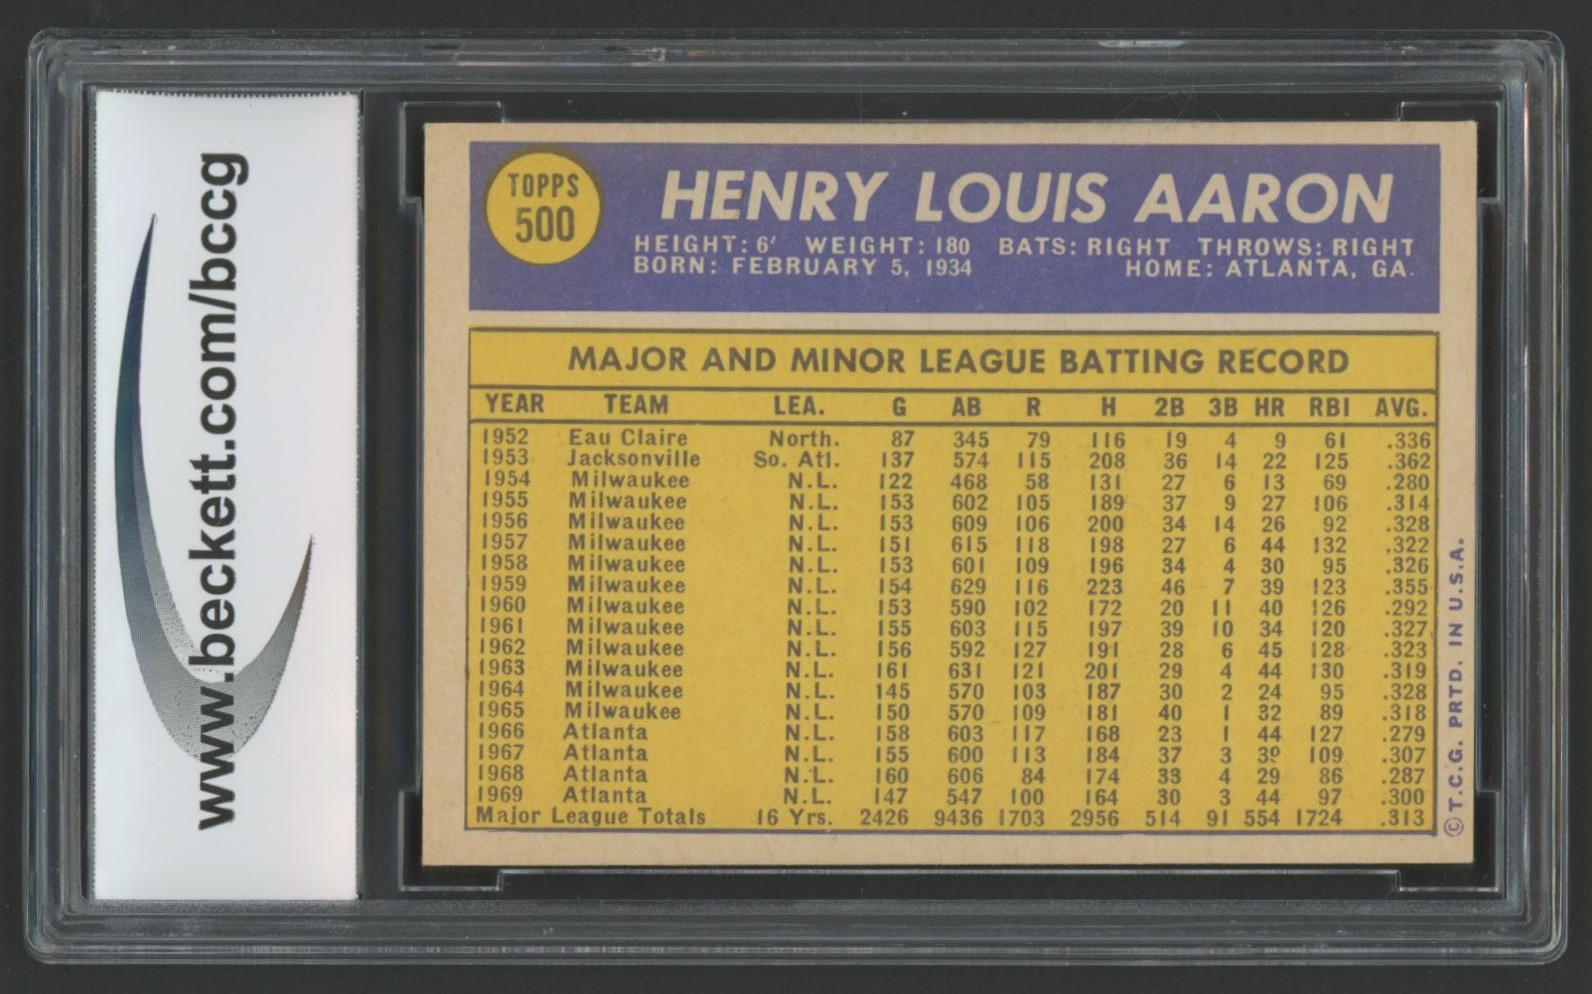 www.beckett.com/bccg
TOPPS
500
HENRY LOUIS AARON
HEIGHT: 6' WEIGHT: 180 BATS: RIGHT THROWS: RIGHT
BORN: FEBRUARY 5, 1934 HOME: ATLANTA, GA.
MAJOR AND MINOR LEAGUE BATTING RECORD
YEAR TEAM LEA. G AB R H 2B 3B HR RBI AVG.
1952 Eau Claire North. 87 345 79 116 19 4 9 61 .336
1953 Jacksonville So. Atl. 137 574 115 208 36 14 22 125 .362
1954 Milwaukee N.L. 122 468 58 131 27 6 13 69 .280
1955 Milwaukee N.L. 153 602 105 189 37 9 27 106 .314
1956 Milwaukee N.L. 153 609 106 200 34 14 26 92 .328
1957 Milwaukee N.L. 151 615 118 198 27 6 44 132 .322
1958 Milwaukee N.L. 153 601 109 196 34 4 30 95 .326
1959 Milwaukee N.L. 154 629 116 223 46 7 39 123 .355
1960 Milwaukee N.L. 153 590 102 172 20 11 40 126 .292
1961 Milwaukee N.L. 155 603 115 197 39 10 34 120 .327
1962 Milwaukee N.L. 156 592 127 191 28 6 45 128 .323
1963 Milwaukee N.L. 161 631 121 201 29 4 44 130 .319
1964 Milwaukee N.L. 145 570 103 187 30 2 24 95 .328
1965 Milwaukee N.L. 150 570 109 181 40 1 32 89 .318
1966 Atlanta N.L. 158 603 117 168 23 1 44 127 .279
1967 Atlanta N.L. 155 600 113 184 37 3 39 109 .307
1968 Atlanta N.L. 160 606 84 174 33 4 29 86 .287
1969 Atlanta N.L. 147 547 100 164 30 3 44 97 .300
Major League Totals 16 Yrs. 2426 9436 1703 2956 514 91 554 1724 .313
© T.C.G. PRTD. IN U.S.A.